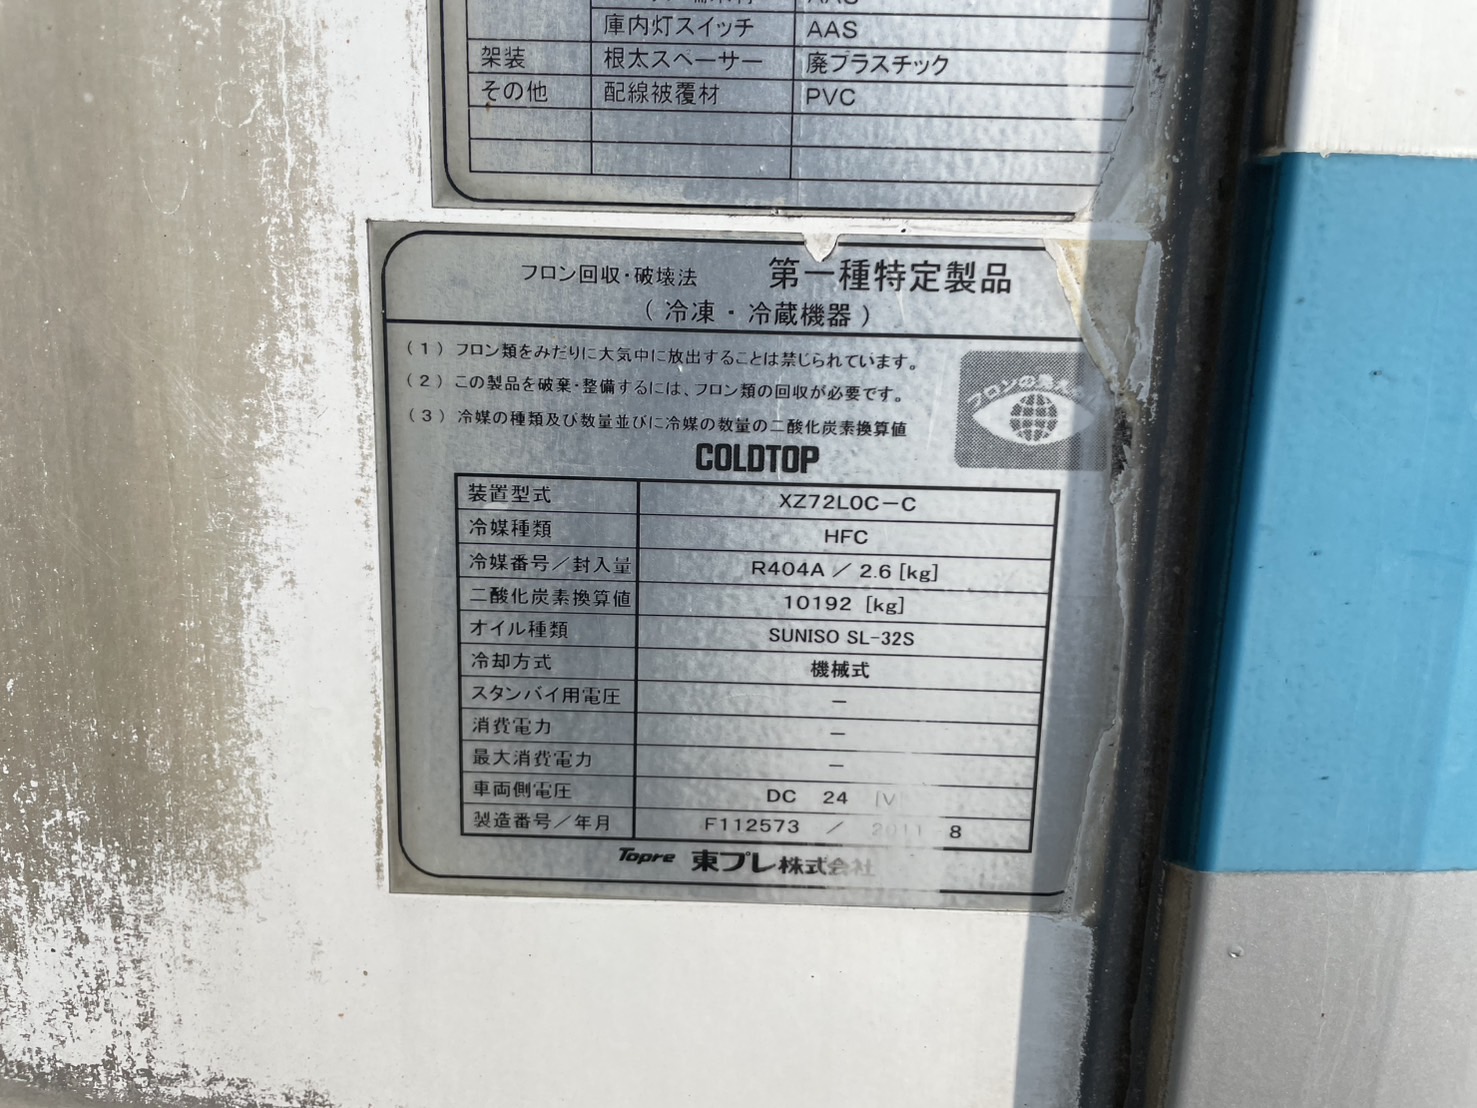 AAS
庫内灯スイッチ AAS
架装 根太スペーサー 廃プラスチック
その他 配線被覆材 PVC
フロン回収・破壊法 第一種特定製品
(冷凍・冷蔵機器)
(1) フロン類をみだりに大気中に放出することは禁じられています。
(2) この製品を破棄・整備するには、フロン類の回収が必要です。
(3) 冷媒の種類及び数量並びに冷媒の数量の二酸化炭素換算値
フロンの見える
COLDTOP
装置型式 XZ72L0C-C
冷媒種類 HFC
冷媒番号/封入量 R404A / 2.6 [kg]
二酸化炭素換算値 10192 [kg]
オイル種類 SUNISO SL-32S
冷却方式 機械式
スタンバイ用電圧 -
消費電力 -
最大消費電力 -
車両側電圧 DC 24 [V
製造番号/年月 F112573 / 2011 8
Topre 東プレ株式会社